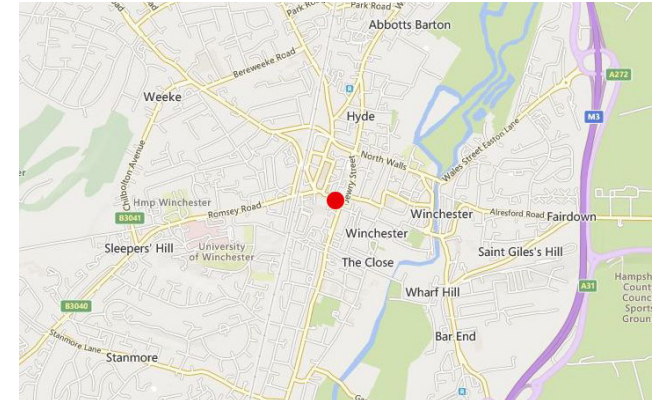 Park Road
Abbotts Barton
Bereweeke Road
A272
Weeke
R
Hyde
M3
Chilbolton Avenue
North Walls
Wales Street Easton Lane
Hmp Winchester
Jewry Street
B3041
Romsey Road
Winchester
Alresford Road
Fairdown
Sleepers' Hill
University
of Winchester
Winchester
Saint Giles's Hill
The Close
Wharf Hill
A31
B3040
Bar End
Stanmore Lane
Stanmore
R